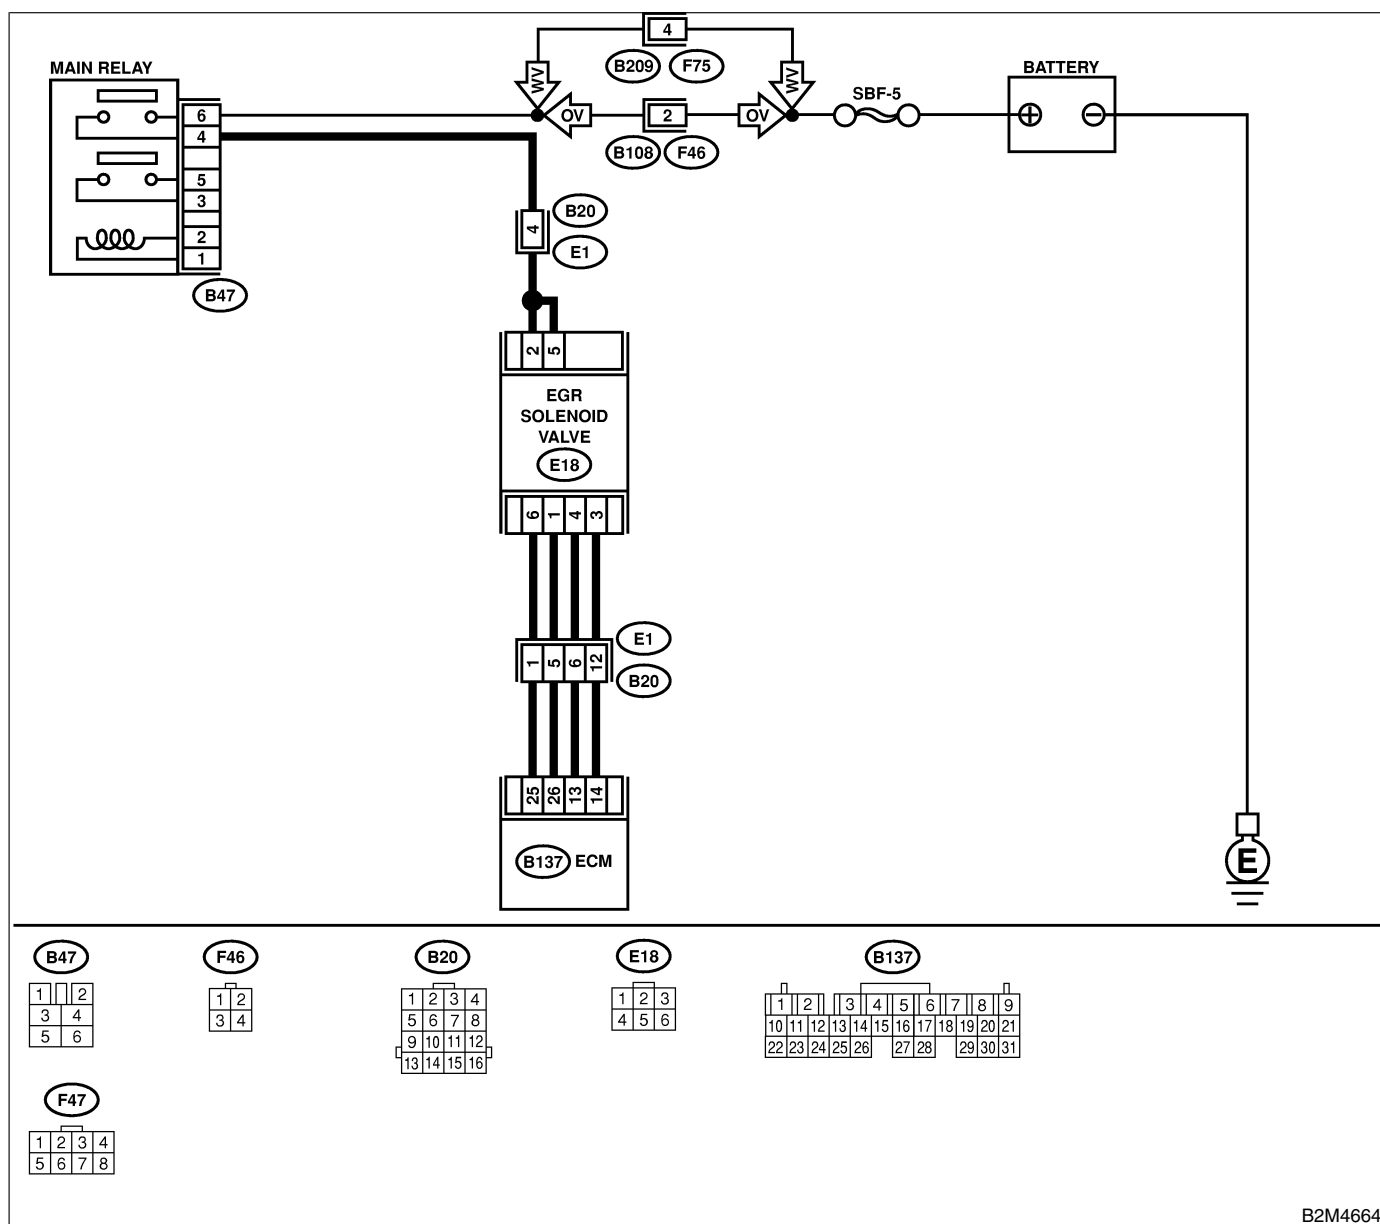 4
B209 F75
MAIN RELAY
BATTERY
WV WV
SBF-5
6
OV 2 OV
+ −
4
B108 F46
5
3
B20
4
E1
2
1
B47
2 5
EGR
SOLENOID
VALVE
E18
6 1 4 3
E1
1 5 6 12
B20
25 26 13 14
B137 ECM
E
B47
1 2
3 4
5 6
F46
1 2
3 4
B20
1 2 3 4
5 6 7 8
9 10 11 12
13 14 15 16
E18
1 2 3
4 5 6
B137
1 2 3 4 5 6 7 8 9
10 11 12 13 14 15 16 17 18 19 20 21
22 23 24 25 26 27 28 29 30 31
F47
1 2 3 4
5 6 7 8
B2M4664